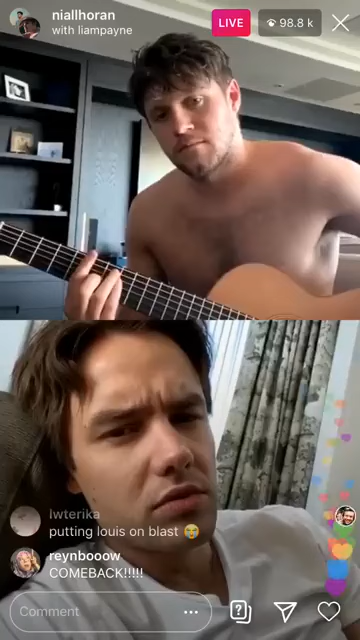 niallhoran
with liampayne
LIVE
98.8 k
lwterika
putting louis on blast 😭
reynbooow
COMEBACK!!!!!
Comment